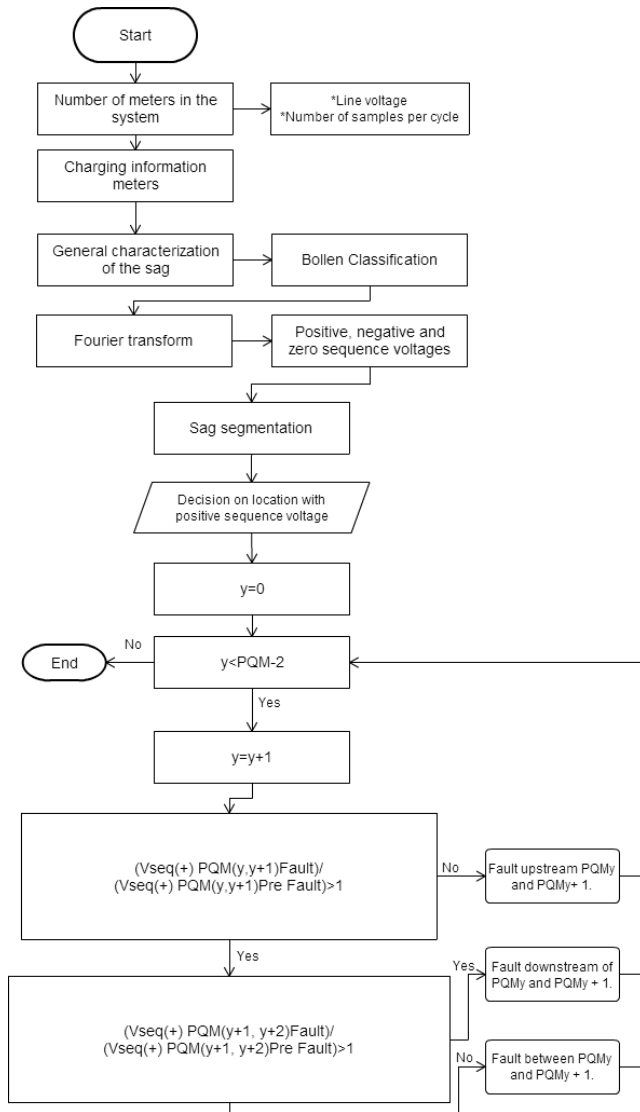 Start
Number of meters in the
system
*Line voltage
*Number of samples per cycle
Charging information
meters
General characterization
of the sag
Bollen Classification
Fourier transform
Positive, negative and
zero sequence voltages
Sag segmentation
Decision on location with
positive sequence voltage
y=0
End
No
y<PQM-2
Yes
y=y+1
(Vseq(+) PQM(y,y+1)Fault)/
(Vseq(+) PQM(y,y+1)Pre Fault)>1
No
Fault upstream PQMy
and PQMy+ 1.
Yes
(Vseq(+) PQM(y+1, y+2)Fault)/
(Vseq(+) PQM(y+1, y+2)Pre Fault)>1
Yes
Fault downstream of
PQMy and PQMy + 1.
No
Fault between PQMy
and PQMy + 1.